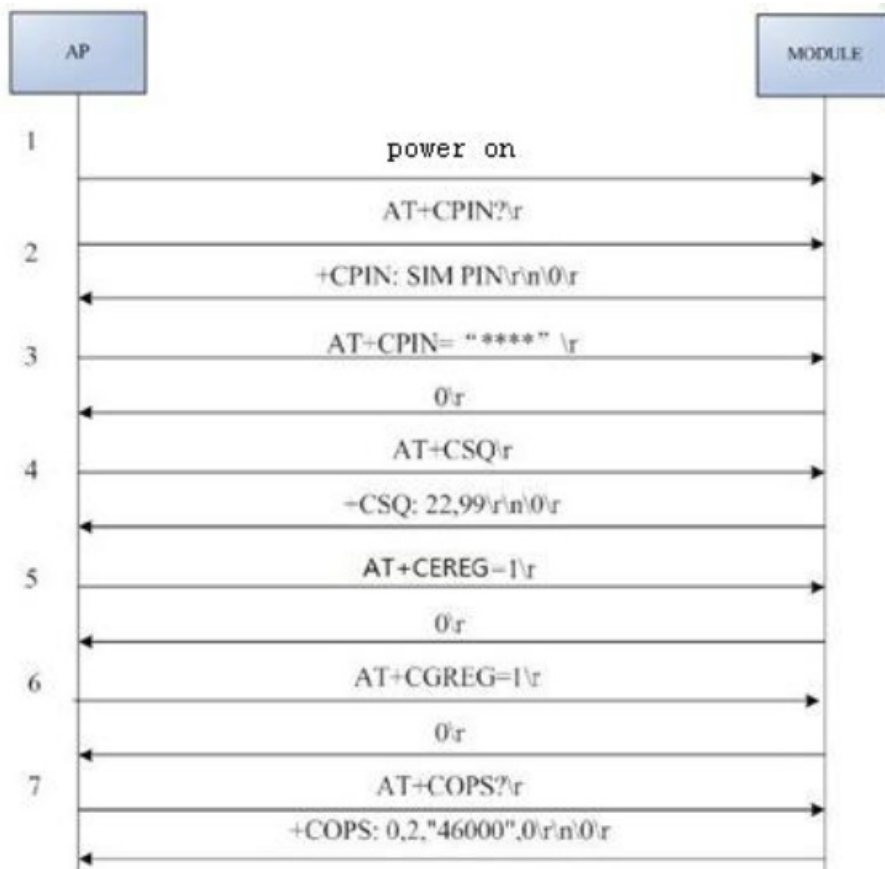 AP
MODULE
1
power on
AT+CPIN?\r
2
+CPIN: SIM PIN\r\n\0\r
3
AT+CPIN= “****” \r
0\r
AT+CSQ\r
4
+CSQ: 22,99\r\n\0\r
5
AT+CEREG=1\r
0\r
6
AT+CGREG=1\r
0\r
7
AT+COPS?\r
+COPS: 0,2,"46000",0\r\n\0\r